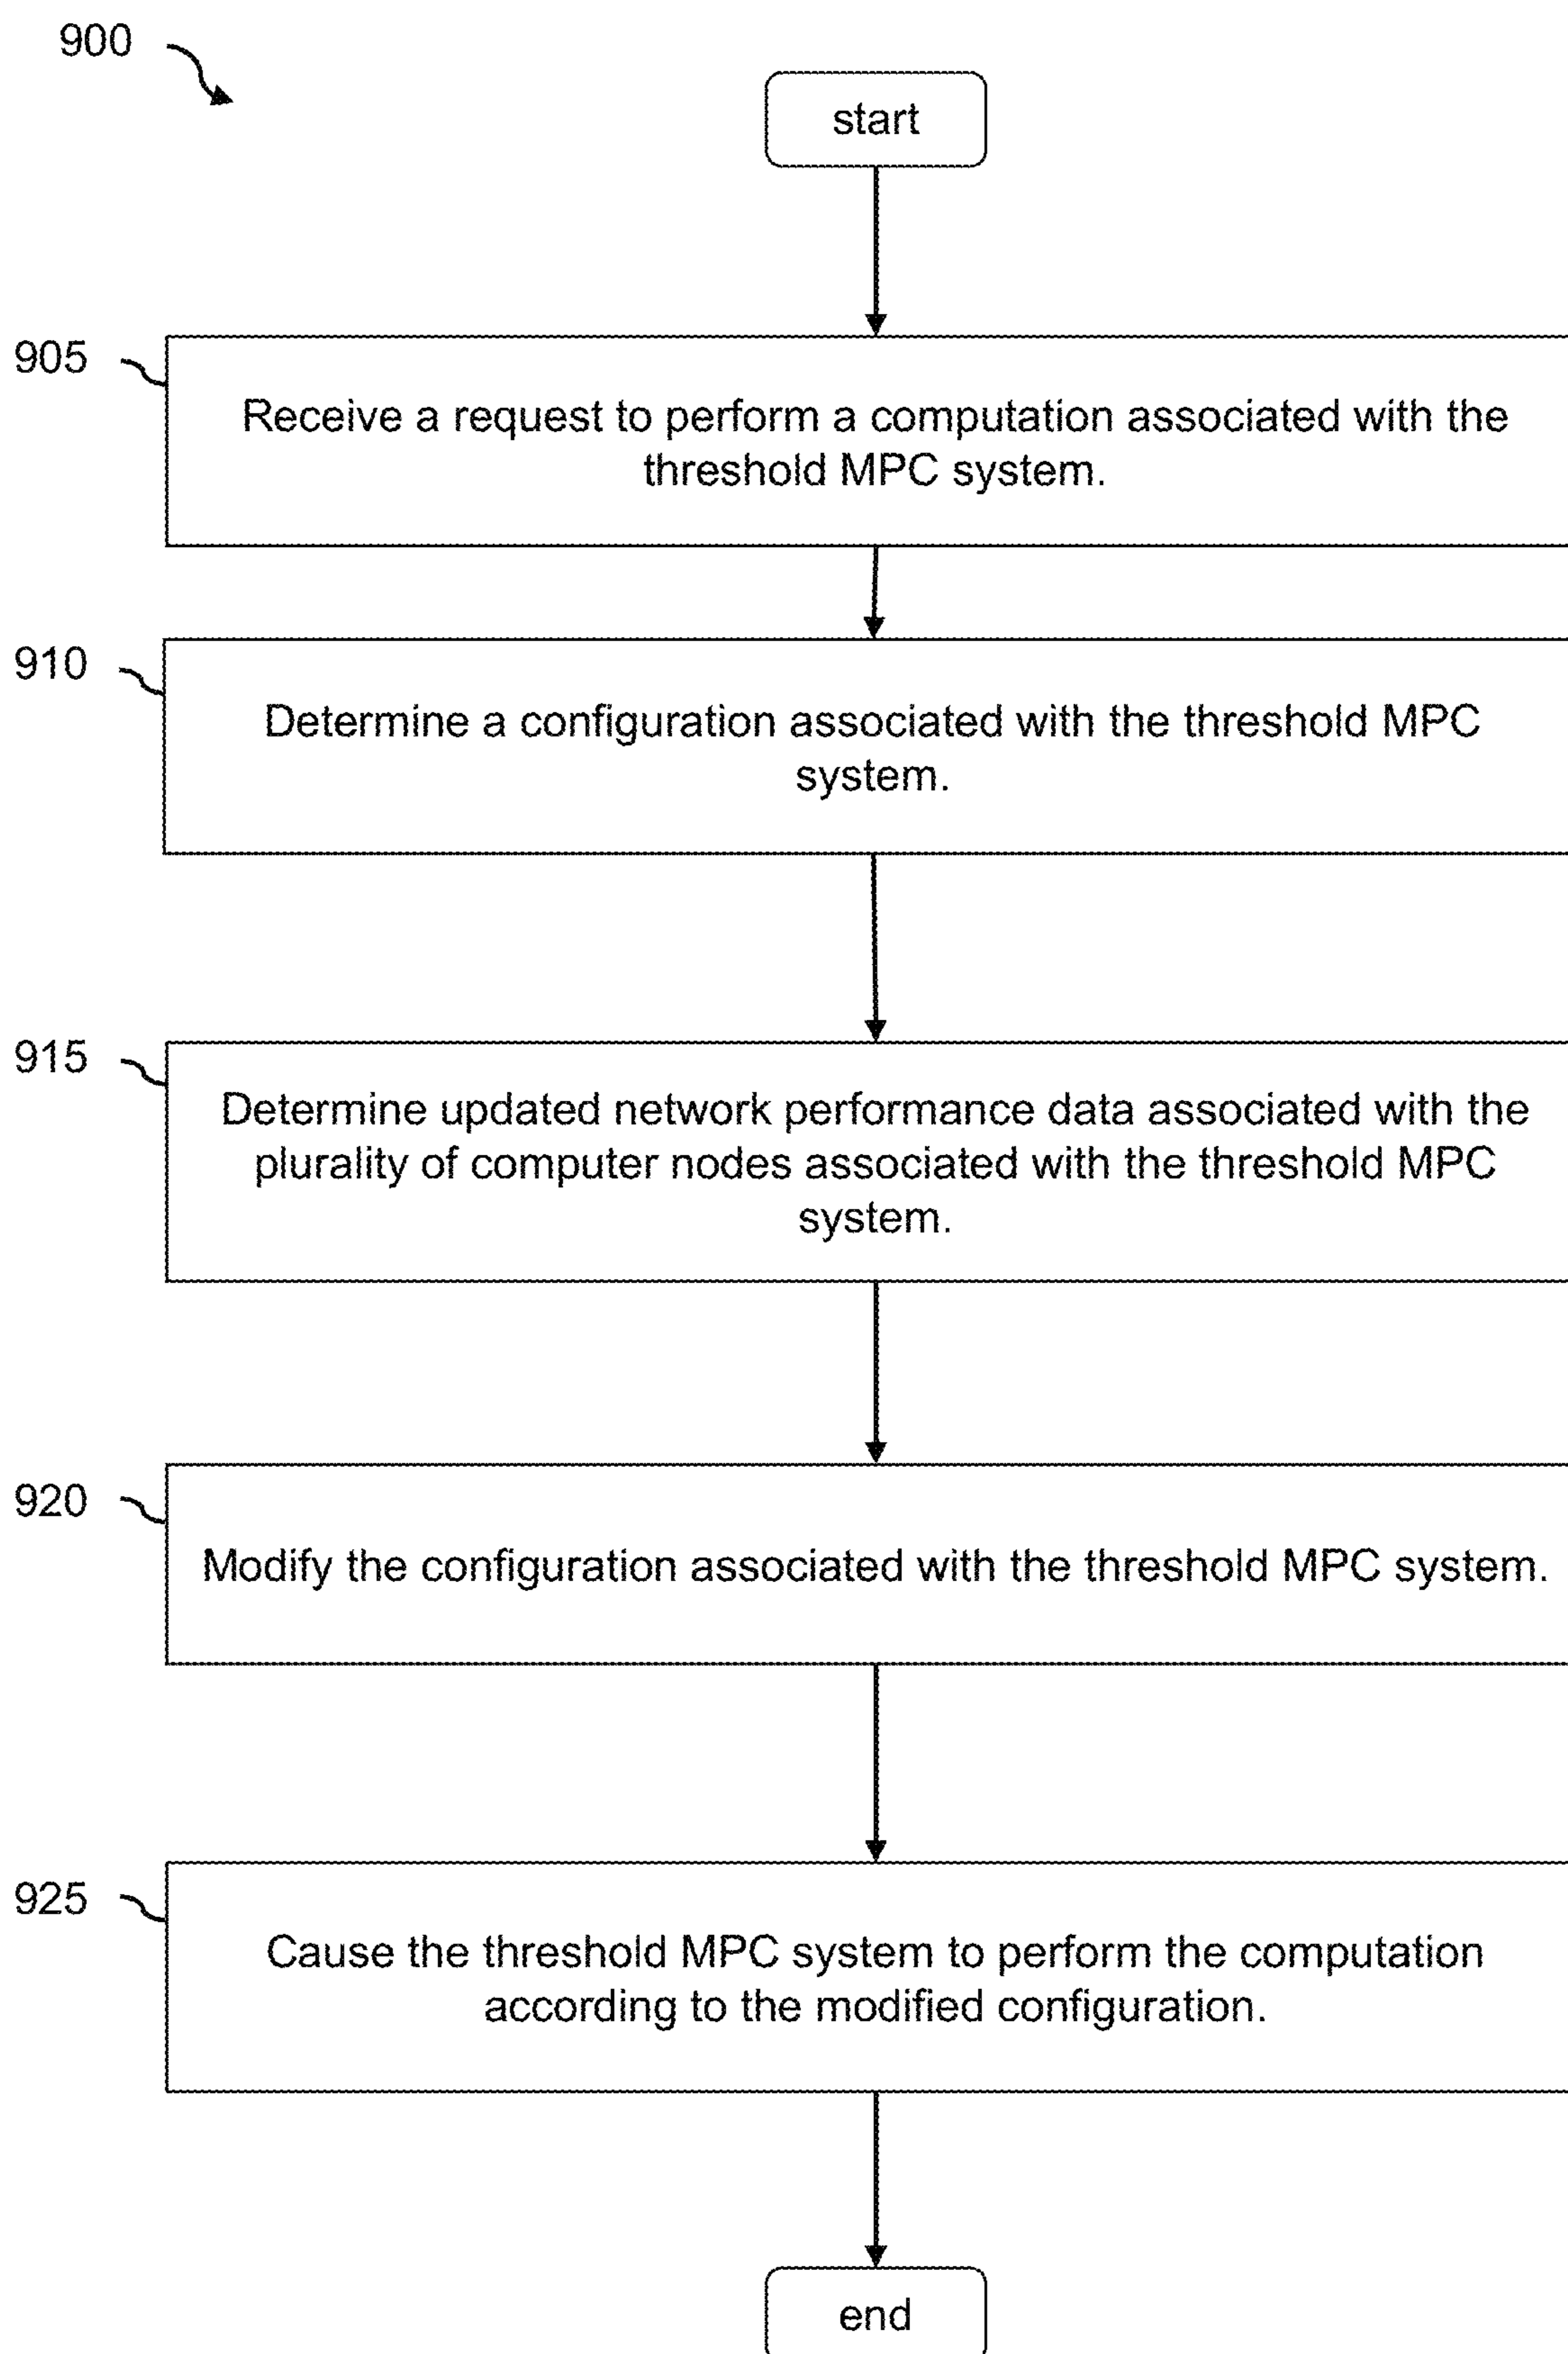 900
start
905
Receive a request to perform a computation associated with the
threshold MPC system.
910
Determine a configuration associated with the threshold MPC
system.
915
Determine updated network performance data associated with the
plurality of computer nodes associated with the threshold MPC
system.
920
Modify the configuration associated with the threshold MPC system.
925
Cause the threshold MPC system to perform the computation
according to the modified configuration.
end